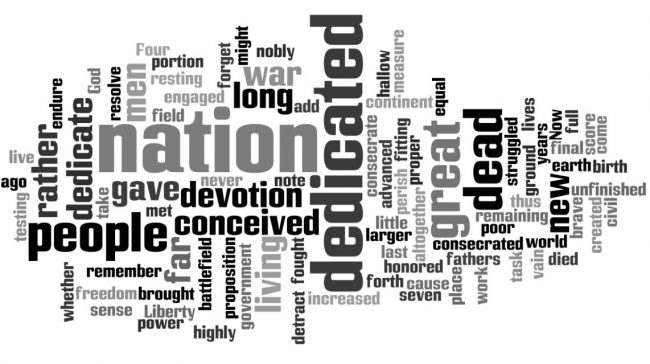 Four
portion
God
resting
resolve
men
engaged
field
endure
forget
might
nobly
war
long
add
dedicated
hallow
measure
continent
equal
rather
dedicate
nation
live
ago
testing
take
gave
never
note
met
devotion
conceived
people
far
remember
whether
freedom
brought
sense
Liberty
power
highly
battlefield
proposition
government
living
detract
fought
increased
consecrate
advanced
perish
fitting
proper
altogether
great
dead
struggled
ground
lives
years
Now
full
final
score
come
earth
birth
new
unfinished
thus
remaining
brave
created
civil
little
larger
poor
last
consecrated
world
honored
fathers
died
forth
cause
seven
place
work
task
vain